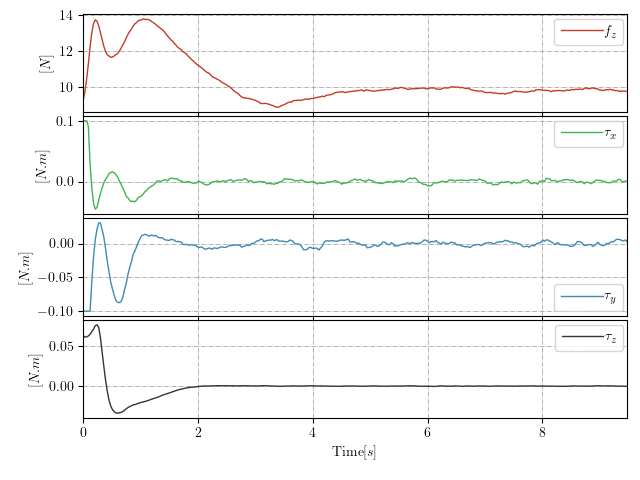 14
12
10
[N]
f_z
0.1
0.0
[N.m]
τ_x
0.00
−0.05
−0.10
[N.m]
τ_y
0.05
0.00
[N.m]
τ_z
0 2 4 6 8
Time[s]